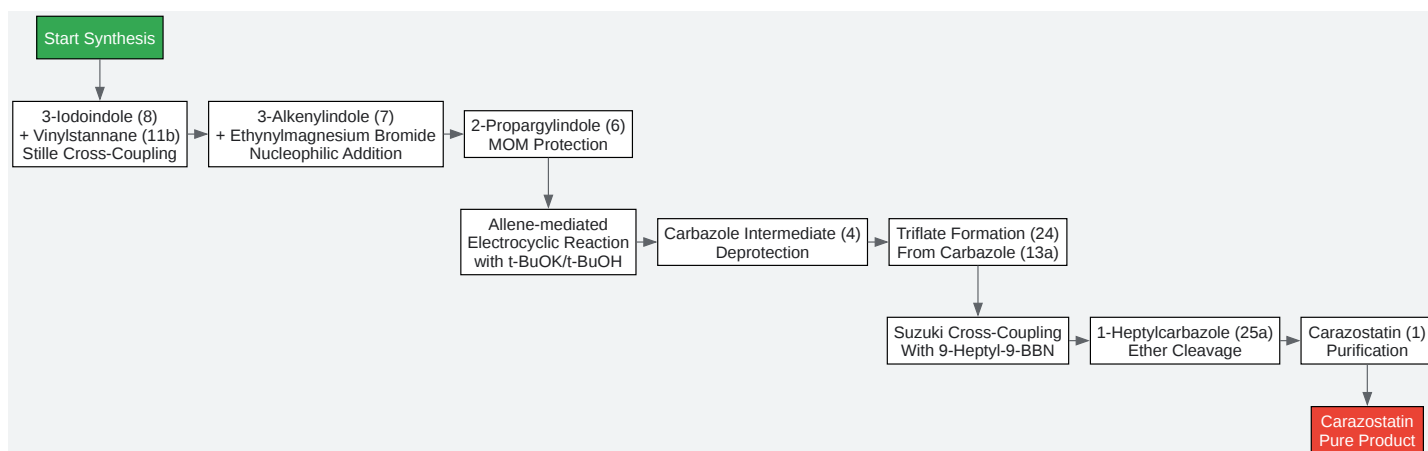 Start Synthesis
3-Iodoindole (8)
+ Vinylstannane (11b)
Stille Cross-Coupling
3-Alkenylindole (7)
+ Ethynylmagnesium Bromide
Nucleophilic Addition
2-Propargylindole (6)
MOM Protection
Allene-mediated
Electrocyclic Reaction
with t-BuOK/t-BuOH
Carbazole Intermediate (4)
Deprotection
Triflate Formation (24)
From Carbazole (13a)
Suzuki Cross-Coupling
With 9-Heptyl-9-BBN
1-Heptylcarbazole (25a)
Ether Cleavage
Carazostatin (1)
Purification
Carazostatin
Pure Product